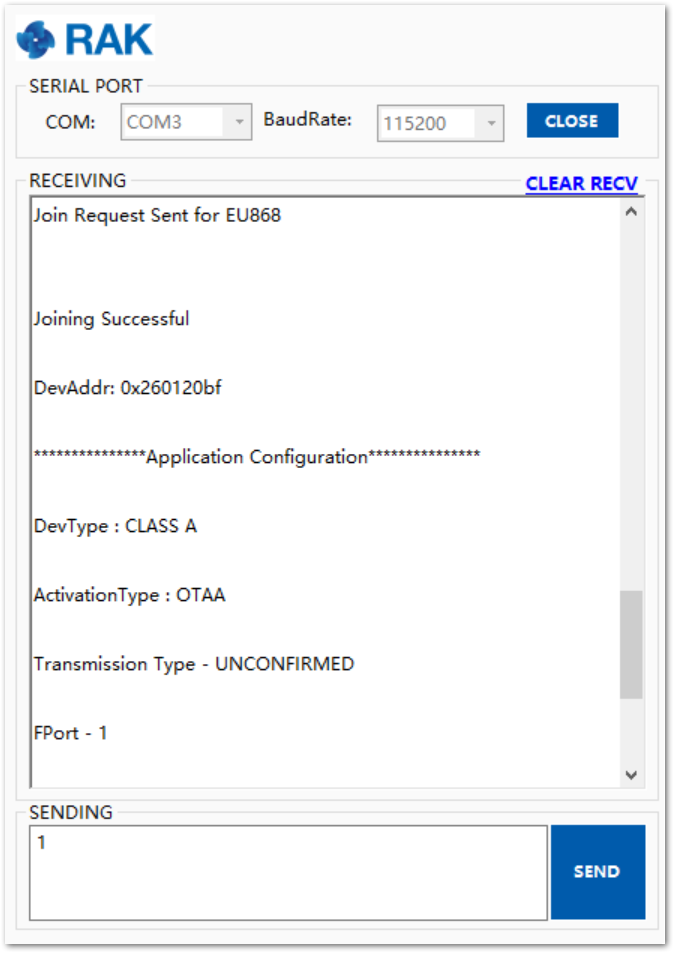 RAK
SERIAL PORT
COM: COM3 BaudRate: 115200 CLOSE
RECEIVING CLEAR RECV
Join Request Sent for EU868
Joining Successful
DevAddr: 0x260120bf
***************Application Configuration***************
DevType : CLASS A
ActivationType : OTAA
Transmission Type - UNCONFIRMED
FPort - 1
SENDING
1
SEND